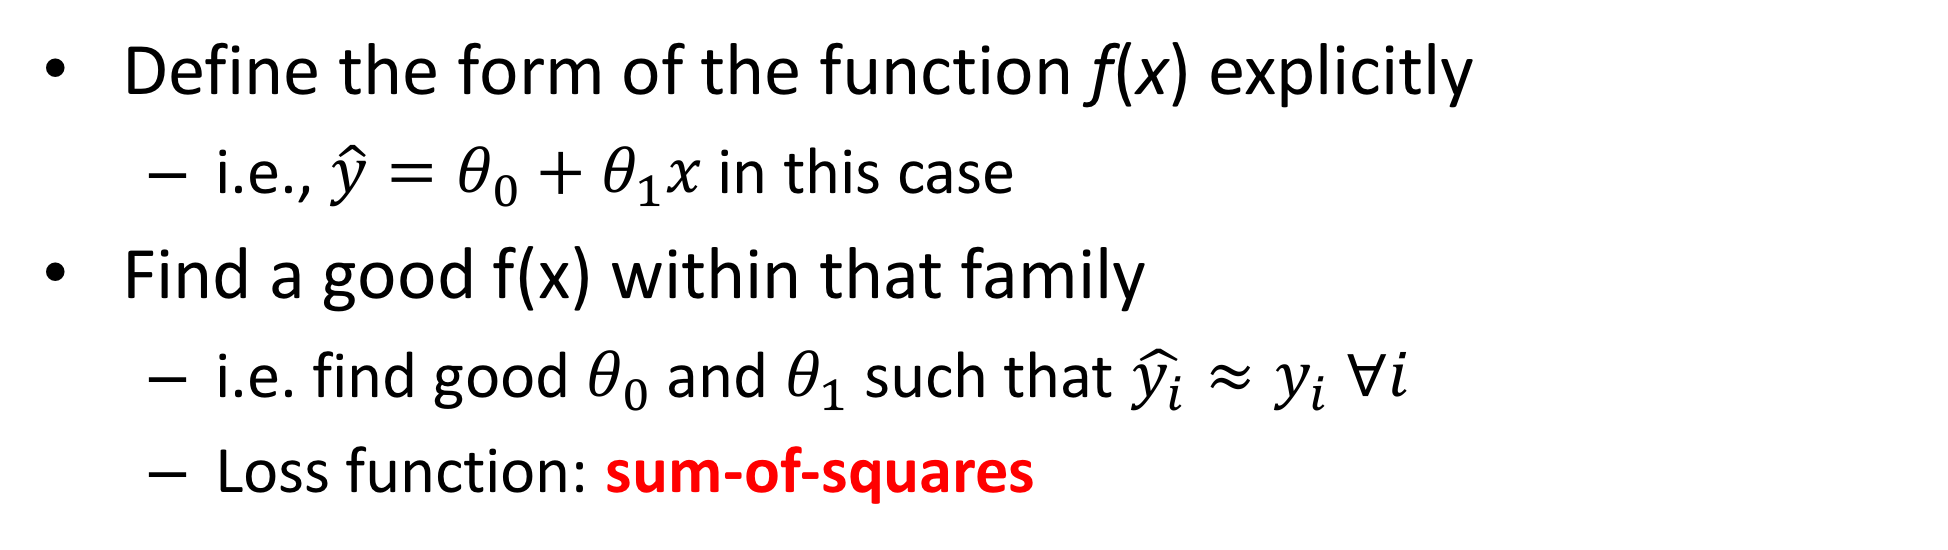 • Define the form of the function f(x) explicitly
– i.e., ŷ = θ₀ + θ₁x in this case
• Find a good f(x) within that family
– i.e. find good θ₀ and θ₁ such that ŷᵢ ≈ yᵢ ∀i
– Loss function: sum-of-squares